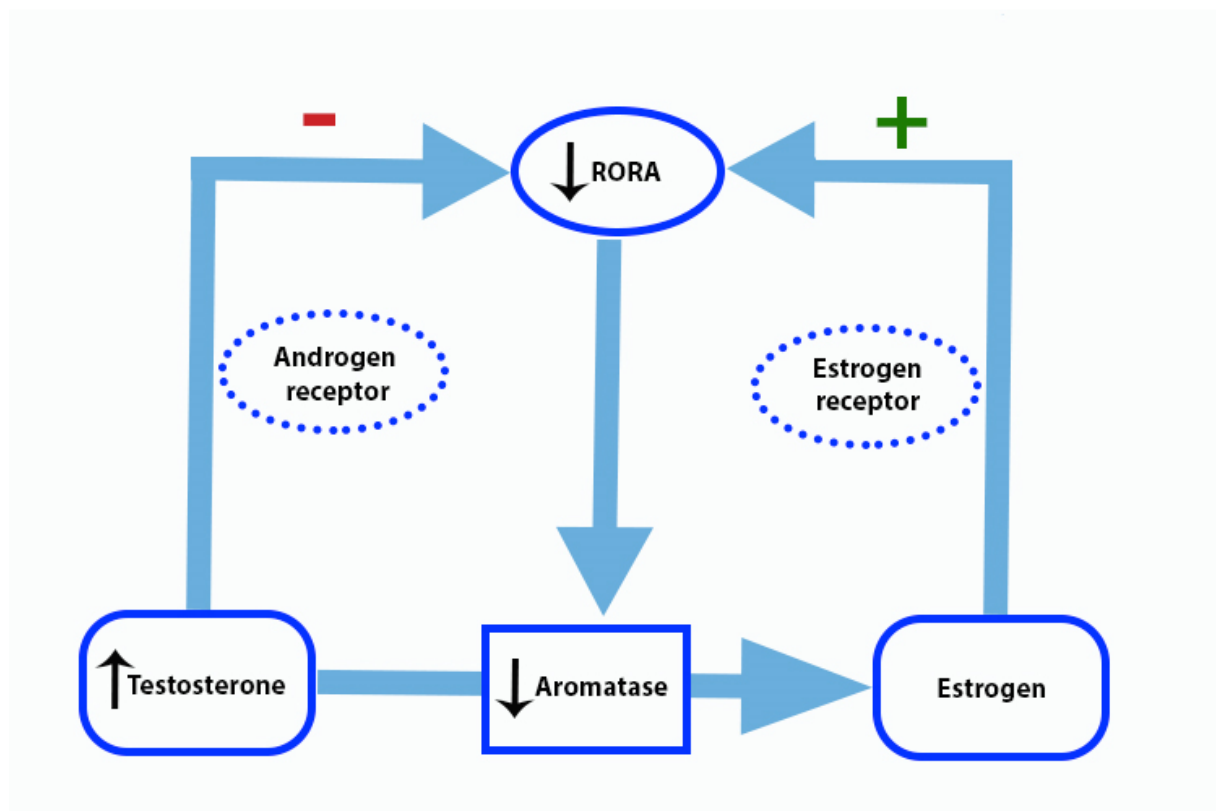 -
+
↓ RORA
Androgen
receptor
Estrogen
receptor
↑ Testosterone
↓ Aromatase
Estrogen